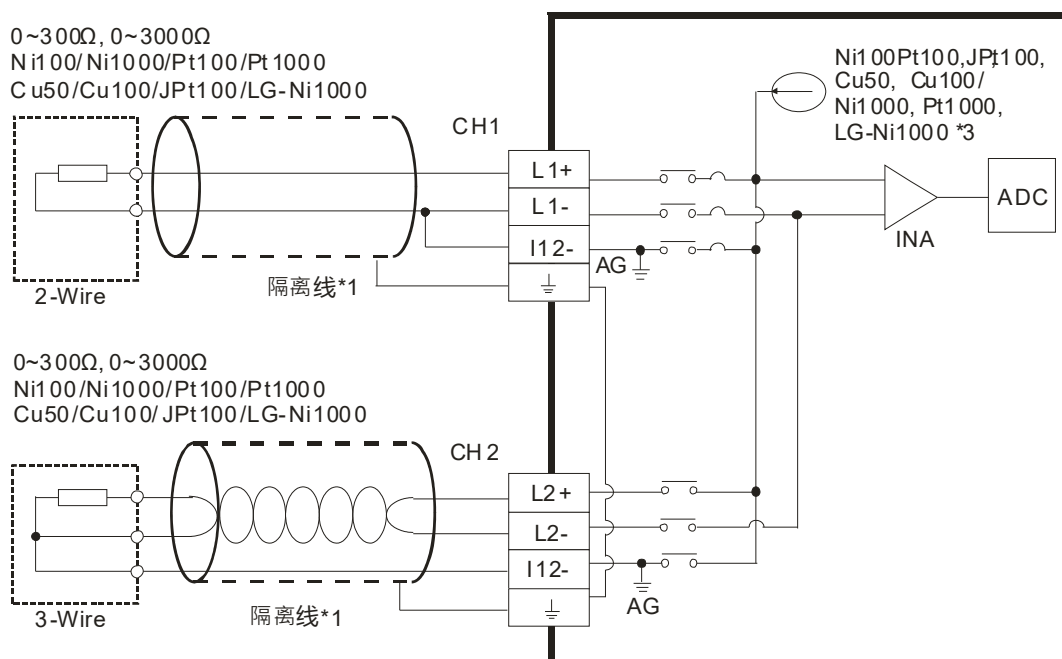 0~300Ω, 0~3000Ω
Ni100/Ni1000/Pt100/Pt1000
Cu50/Cu100/JPt100/LG-Ni1000
CH1
L1+
L1-
I12-
隔离线*1
2-Wire
Ni100Pt100,JPt100,
Cu50, Cu100/
Ni1000, Pt1000,
LG-Ni1000 *3
ADC
INA
AG
0~300Ω, 0~3000Ω
Ni100/Ni1000/Pt100/Pt1000
Cu50/Cu100/JPt100/LG-Ni1000
CH2
L2+
L2-
I12-
AG
隔离线*1
3-Wire